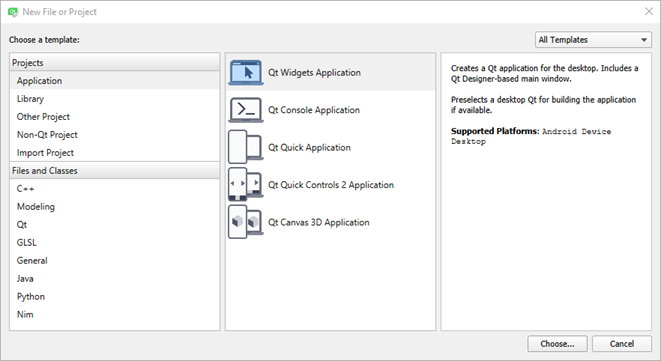 New File or Project
Choose a template:
All Templates
Projects
Application
Library
Other Project
Non-Qt Project
Import Project
Files and Classes
C++
Modeling
Qt
GLSL
General
Java
Python
Nim
Qt Widgets Application
Qt Console Application
Qt Quick Application
Qt Quick Controls 2 Application
Qt Canvas 3D Application
Creates a Qt application for the desktop. Includes a
Qt Designer-based main window.
Preselects a desktop Qt for building the application
if available.
Supported Platforms: Android Device
Desktop
Choose...
Cancel